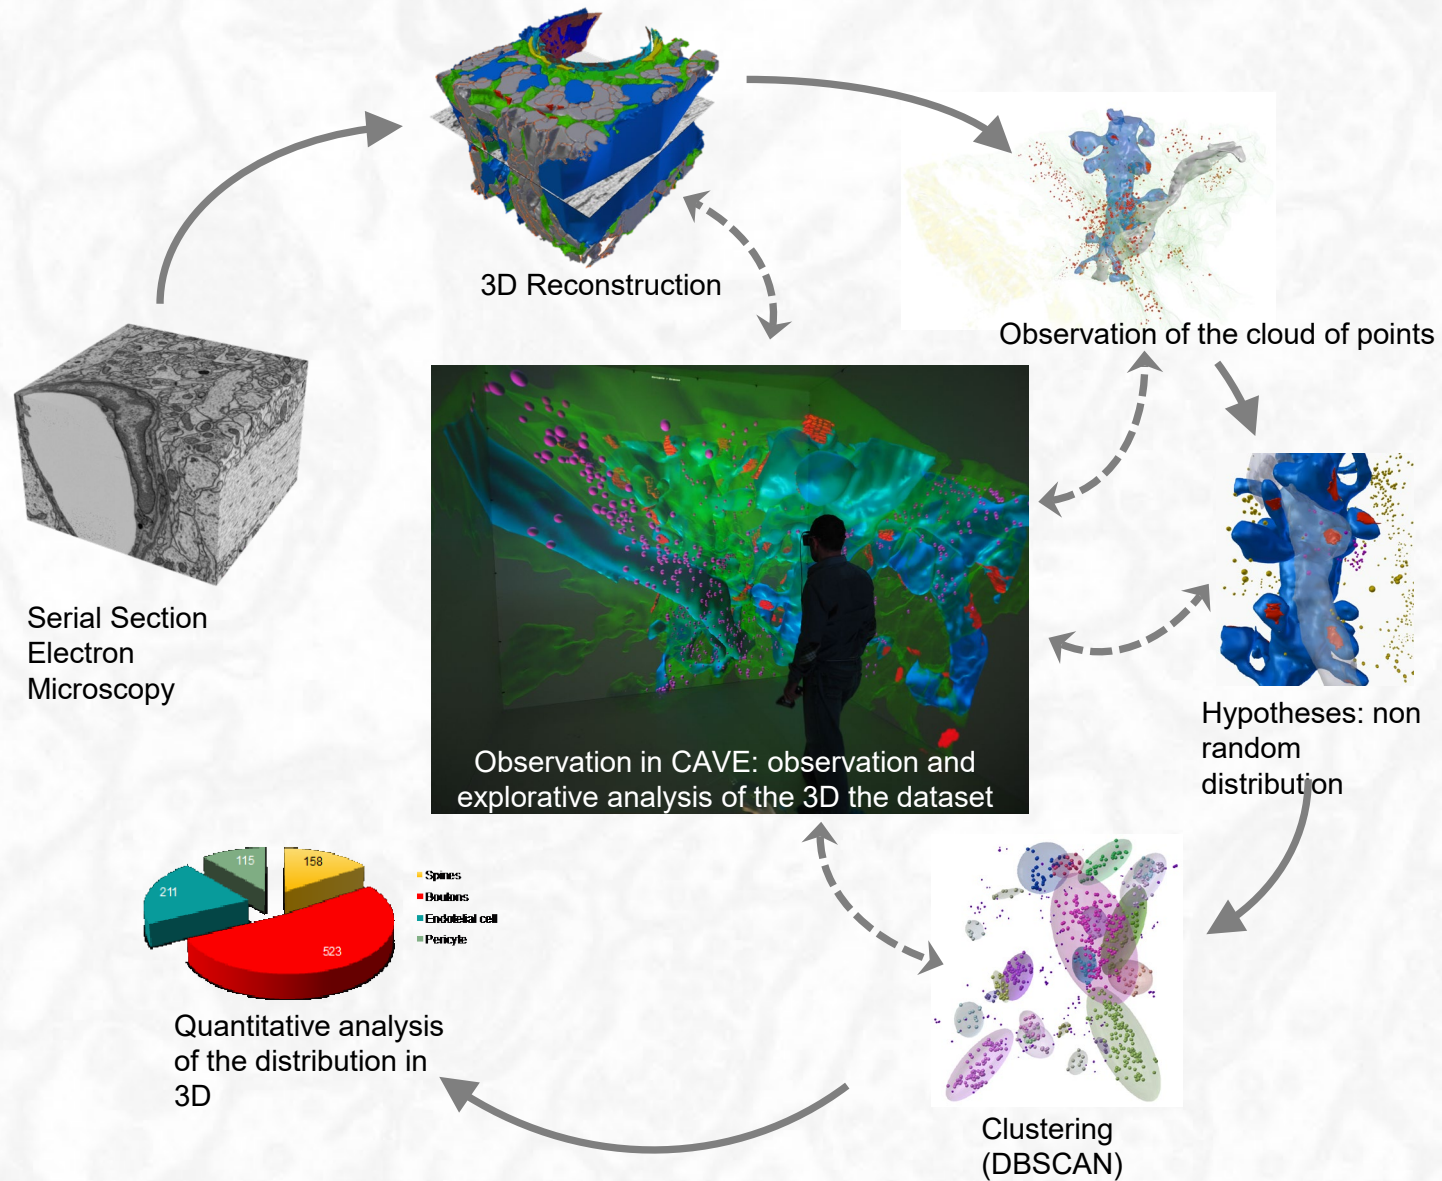 3D Reconstruction
Observation of the cloud of points
Serial Section
Electron
Microscopy
Hypotheses: non
random
distribution
Observation in CAVE: observation and
explorative analysis of the 3D the dataset
115
158
211
523
Spines
Boutons
Endotelial cell
Pericyte
Quantitative analysis
of the distribution in
3D
Clustering
(DBSCAN)